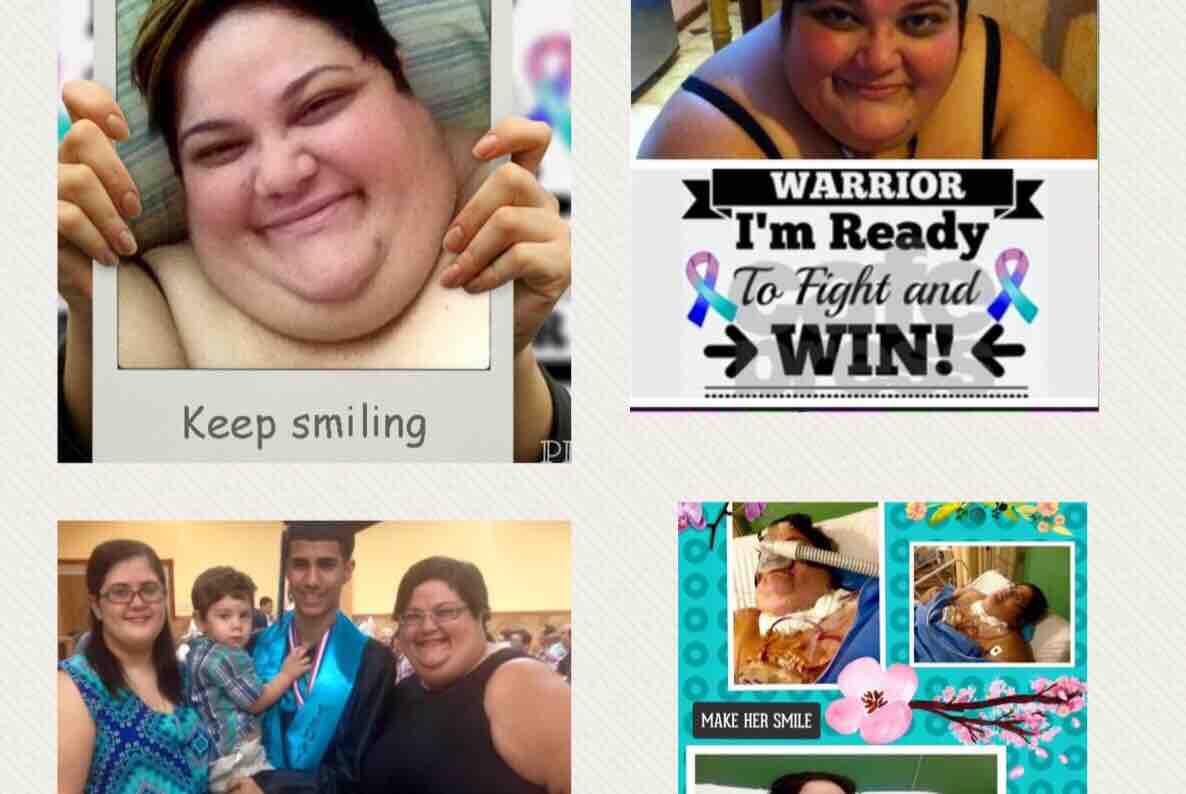 Keep smiling
WARRIOR
I'm Ready
To Fight and
WIN!
MAKE HER SMILE